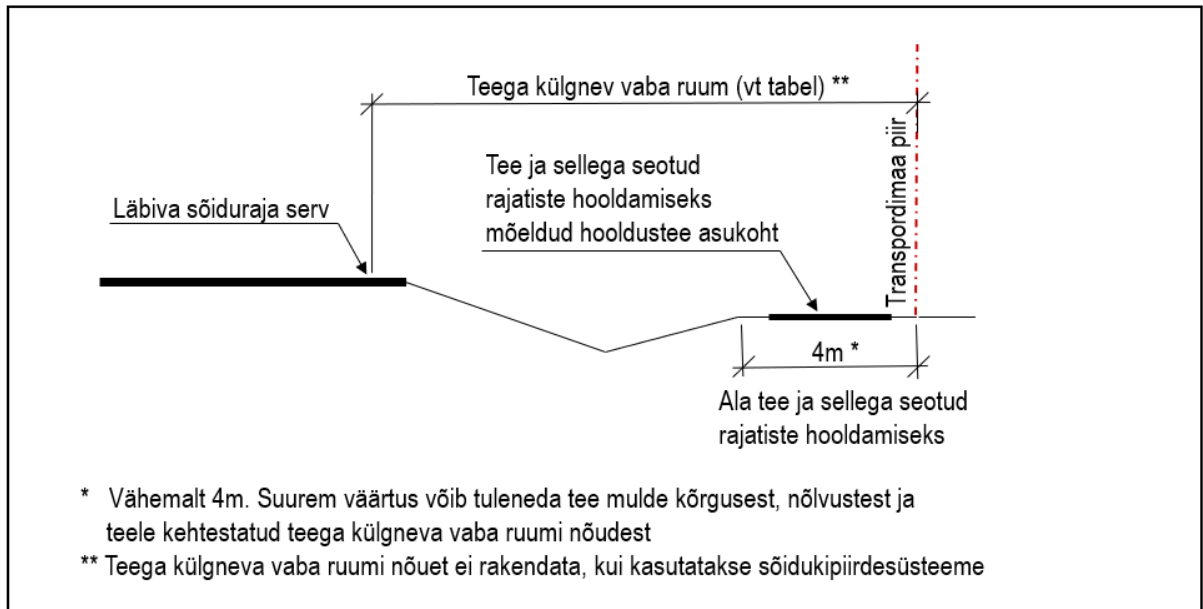 Teega külgnev vaba ruum (vt tabel) **
Transpordimaa piir
Tee ja sellega seotud
rajatiste hooldamiseks
mõeldud hooldustee asukoht
Läbiva sõiduraja serv
4m *
Ala tee ja sellega seotud
rajatiste hooldamiseks
* Vähemalt 4m. Suurem väärtus võib tuleneda tee mulde kõrgusest, nõlvustest ja
teele kehtestatud teega külgneva vaba ruumi nõudest
** Teega külgneva vaba ruumi nõuet ei rakendata, kui kasutatakse sõidukipiirdesüsteeme